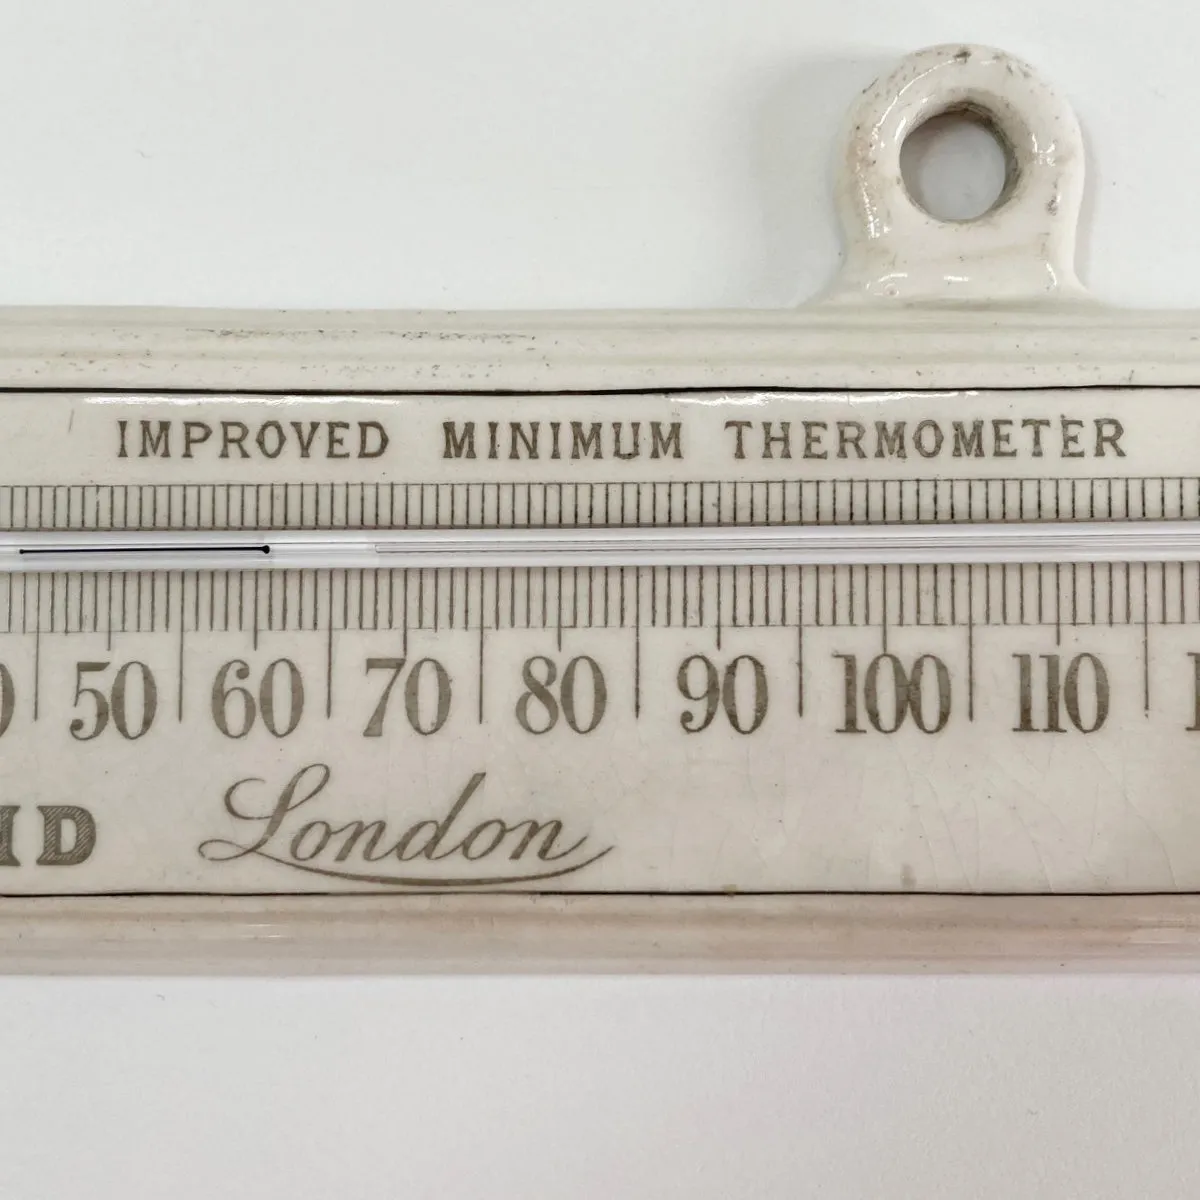 IMPROVED MINIMUM THERMOMETER
50 60 70 80 90 100 110
London